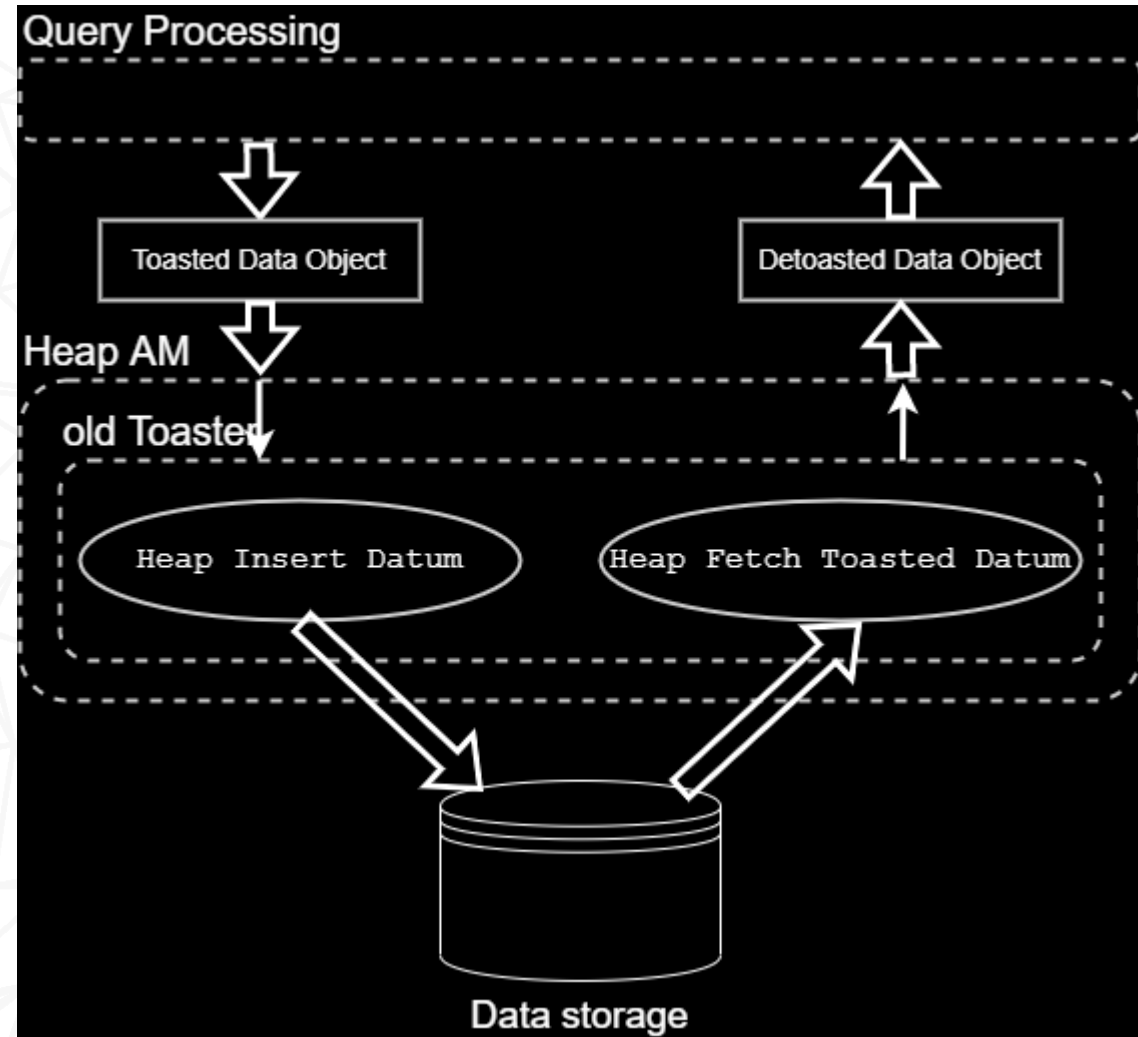 Query Processing
Toasted Data Object
Detoasted Data Object
Heap AM
old Toaster
Heap Insert Datum
Heap Fetch Toasted Datum
Data storage